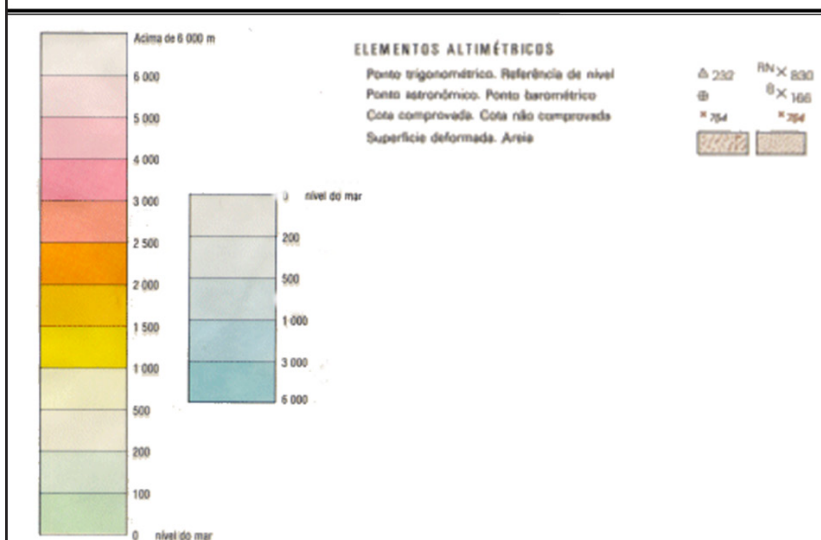 Acima de 6 000 m
6 000
5 000
4 000
3 000
2 500
2 000
1 500
1 000
500
200
100
0 nível do mar
0 nível do mar
200
500
1 000
3 000
6 000
ELEMENTOS ALTIMÉTRICOS
Ponto trigonométrico. Referência de nível 232 RN 830
Ponto astronômico. Ponto barométrico B 166
Cota comprovada. Cota não comprovada 754 754
Superfície deformada. Areia